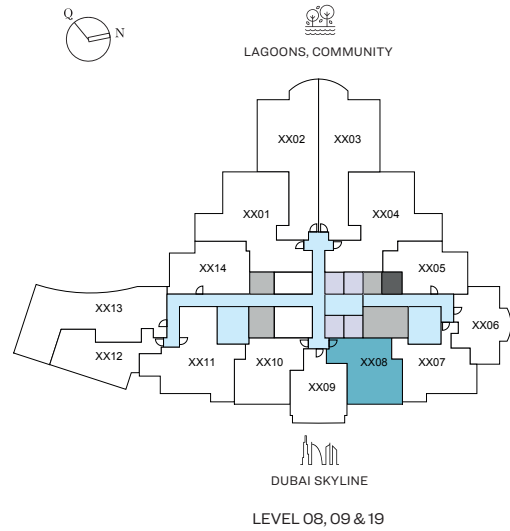 Q
N
LAGOONS, COMMUNITY
XX02
XX03
XX01
XX04
XX14
XX05
XX13
XX06
XX12
XX11
XX10
XX08
XX07
XX09
DUBAI SKYLINE
LEVEL 08, 09 & 19